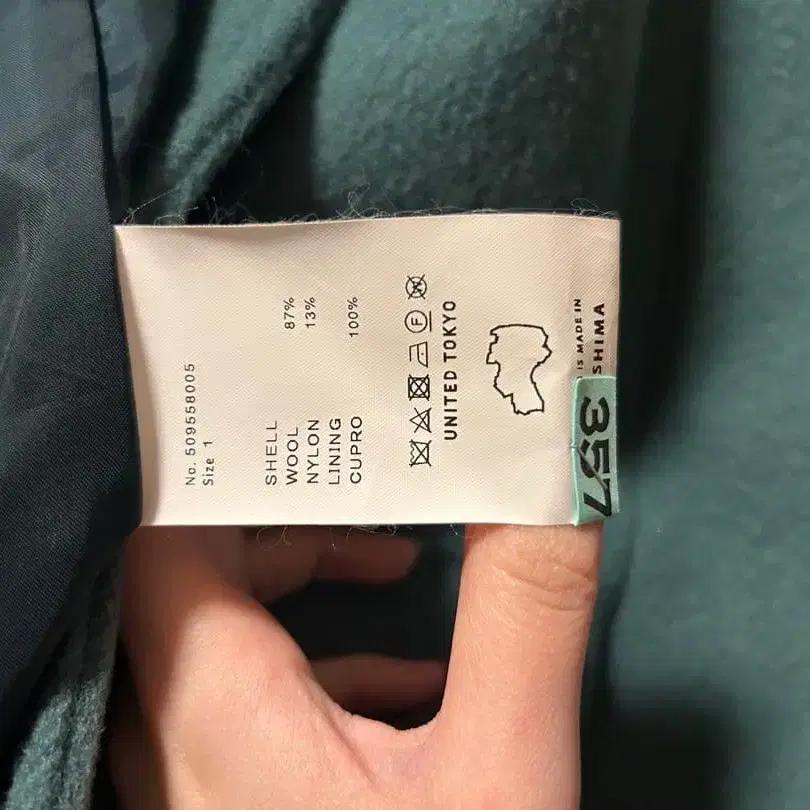 No. 509558005
Size 1
SHELL
WOOL 87%
NYLON 13%
LINING
CUPRO 100%
F W
UNITED TOKYO
IS MADE IN
SHIMA
357